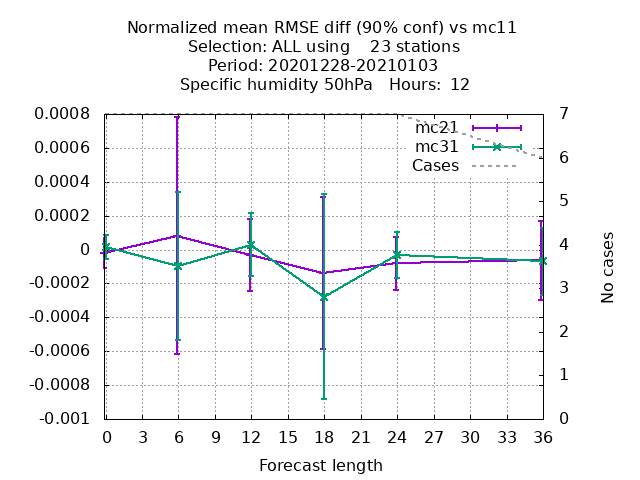 Normalized mean RMSE diff (90% conf) vs mc11
Selection: ALL using    23 stations
Period: 20201228-20210103
Specific humidity 50hPa   Hours:  12
0.0008
0.0006
0.0004
0.0002
0
-0.0002
-0.0004
-0.0006
-0.0008
-0.001
7
6
5
4
3
2
1
0
mc21
mc31
Cases
No cases
0 3 6 9 12 15 18 21 24 27 30 33 36
Forecast length